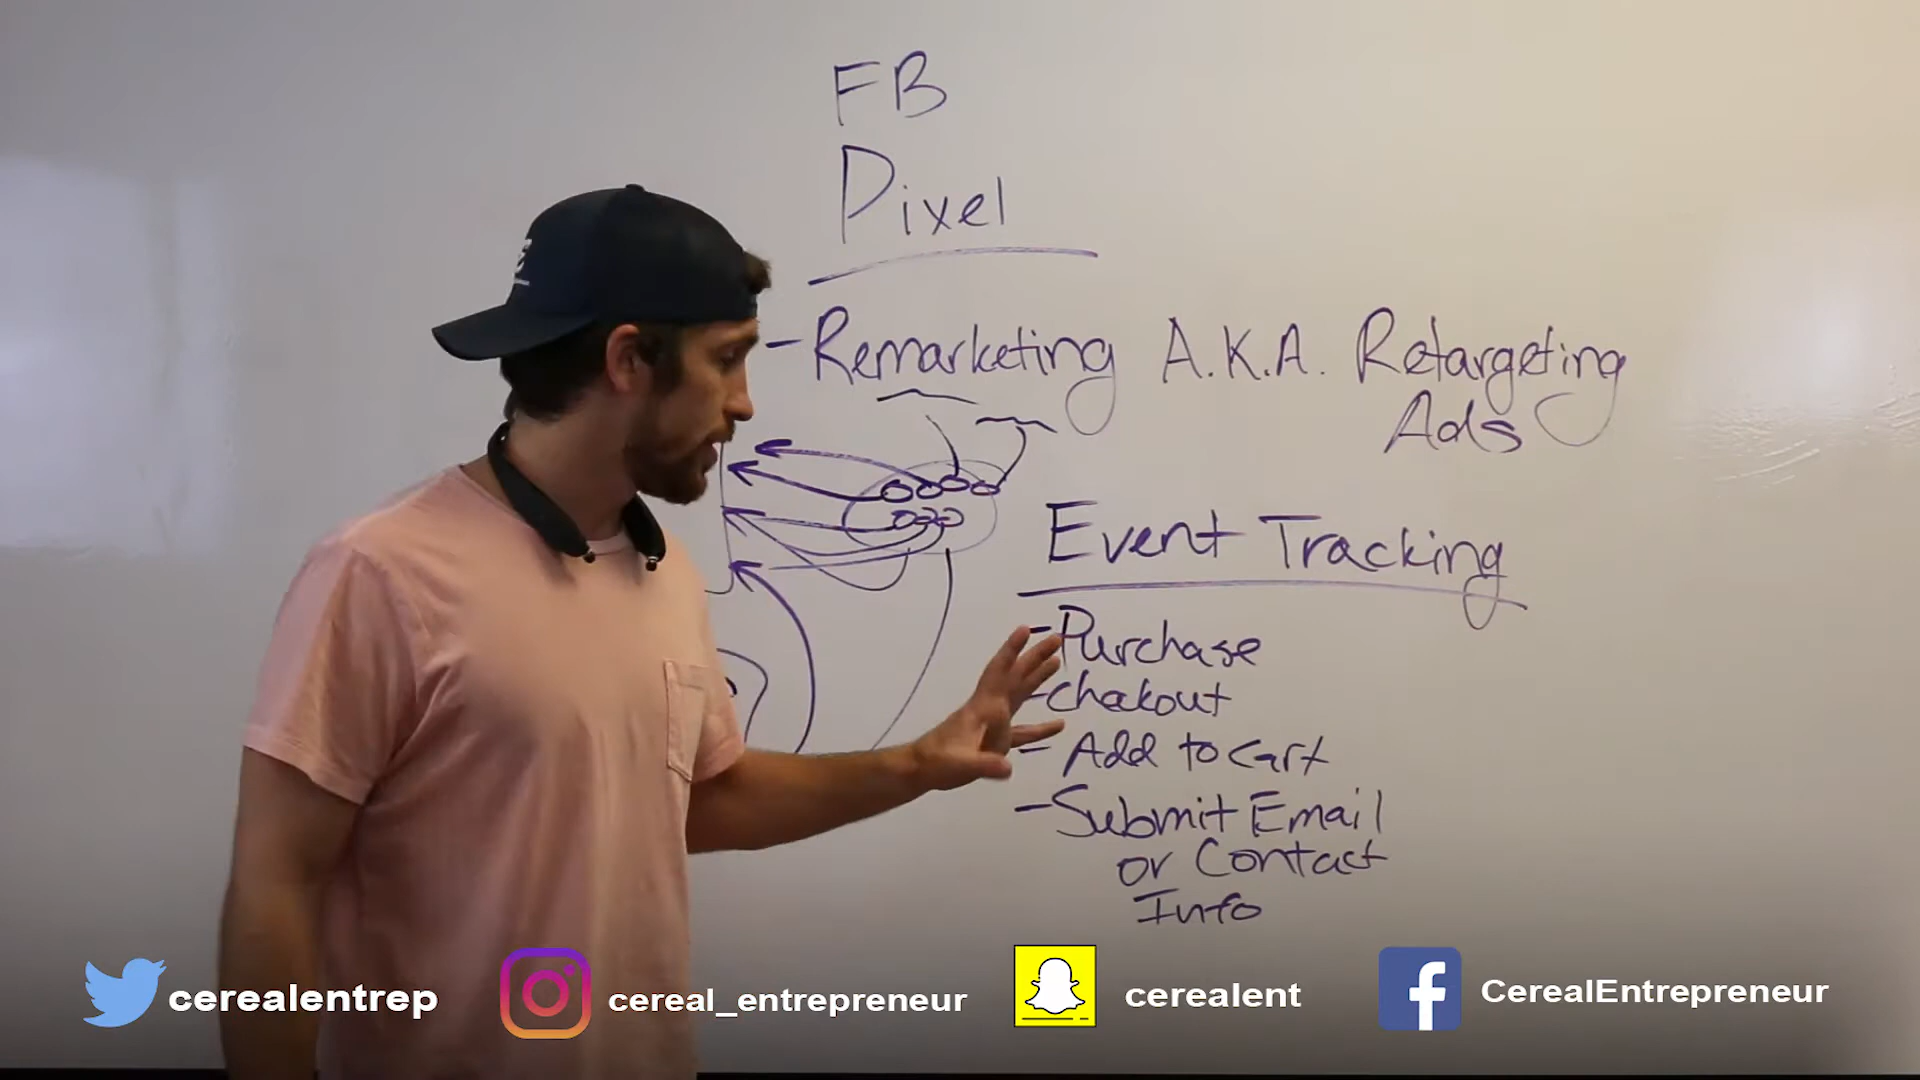 FB
Pixel
- Remarketing A.K.A. Retargeting
Ads
Event Tracking
- Purchase
- Chekout
- Add to Cart
- Submit Email
or Contact
Info
cerealentrep
cereal_entrepreneur
cerealent
CerealEntrepreneur